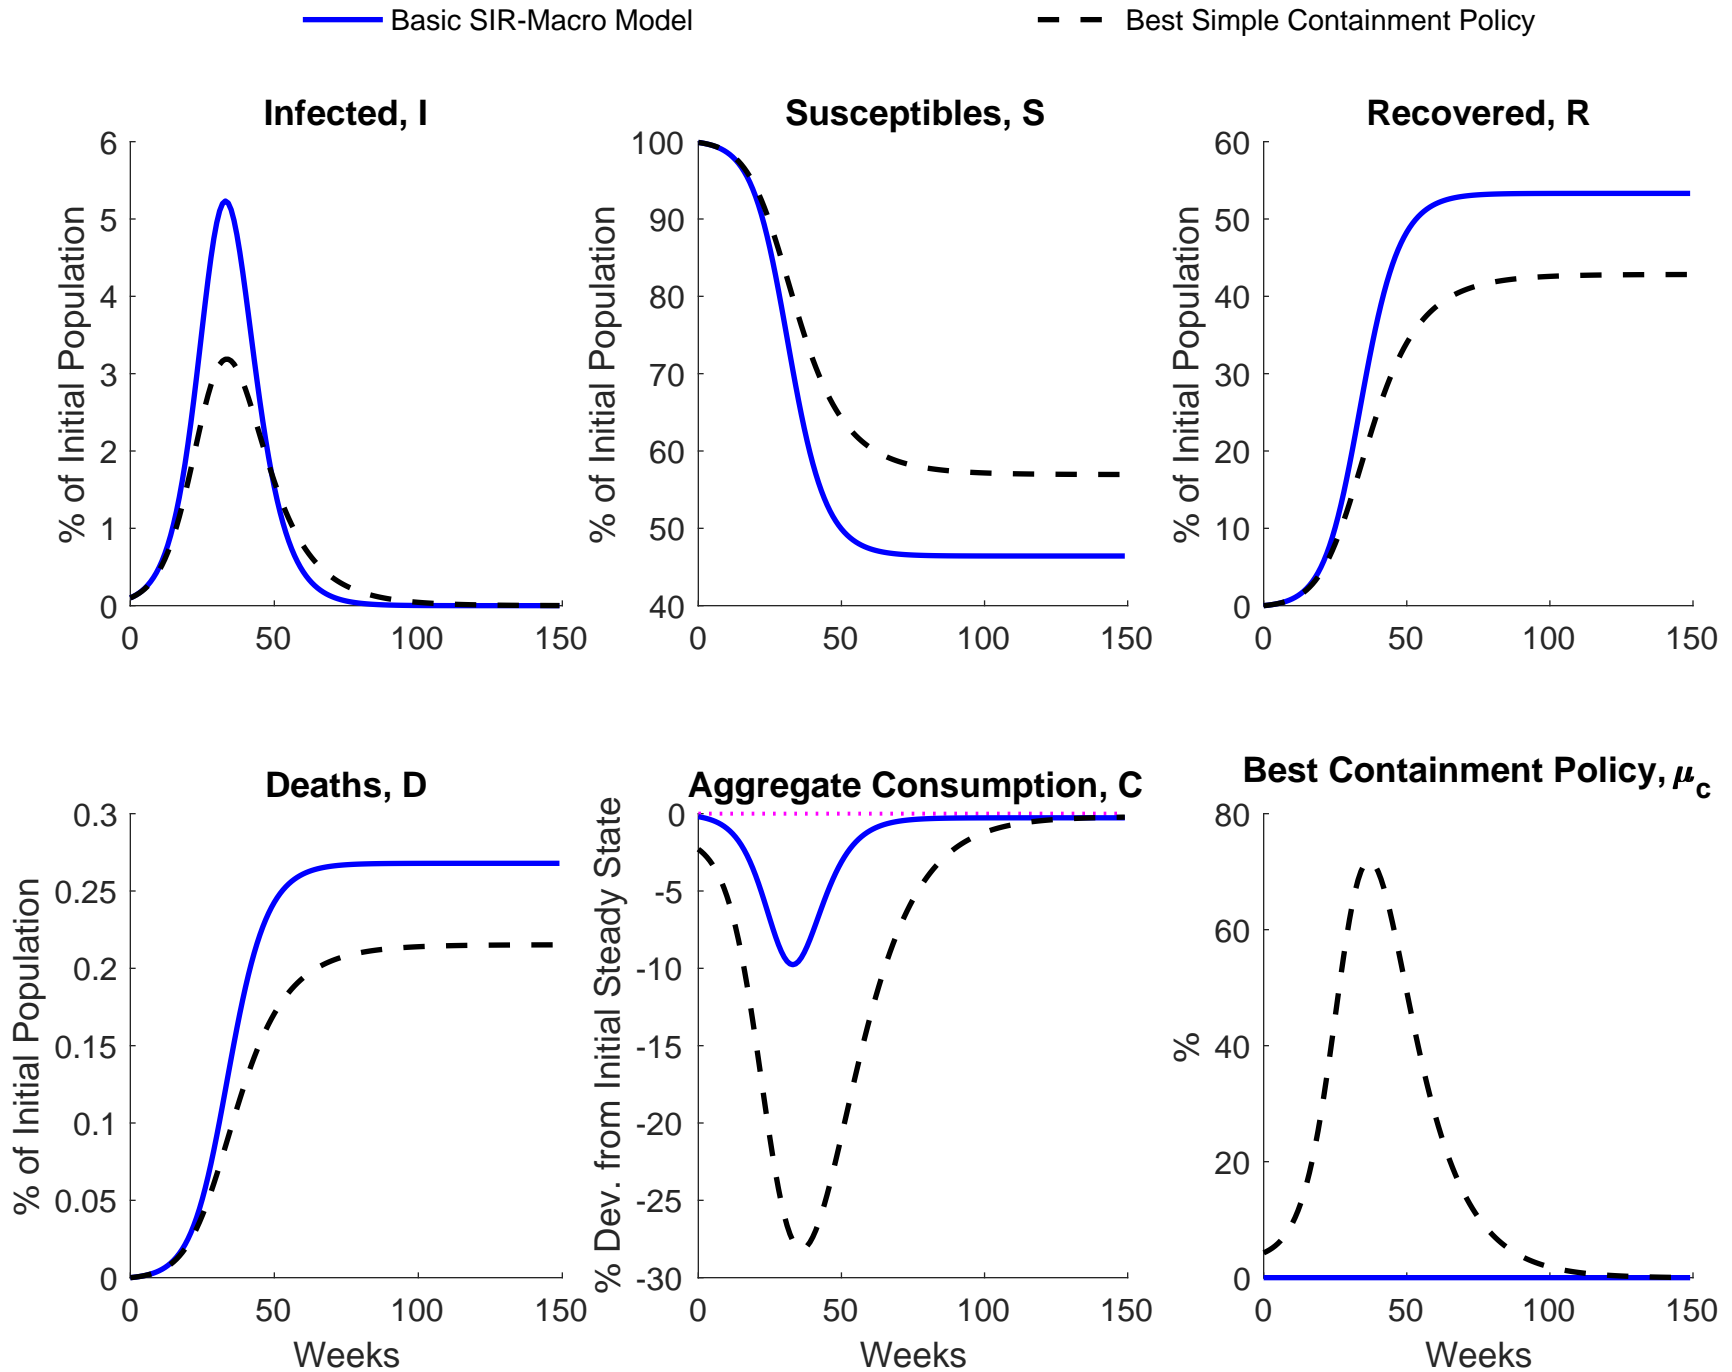 Basic SIR-Macro Model
Best Simple Containment Policy
Infected, I
% of Initial Population
6
5
4
3
2
1
0
0 50 100 150
Susceptibles, S
% of Initial Population
100
90
80
70
60
50
40
0 50 100 150
Recovered, R
% of Initial Population
60
50
40
30
20
10
0
0 50 100 150
Deaths, D
% of Initial Population
0.3
0.25
0.2
0.15
0.1
0.05
0
0 50 100 150
Weeks
Aggregate Consumption, C
% Dev. from Initial Steady State
0
-5
-10
-15
-20
-25
-30
0 50 100 150
Weeks
Best Containment Policy, μc
%
80
60
40
20
0
0 50 100 150
Weeks